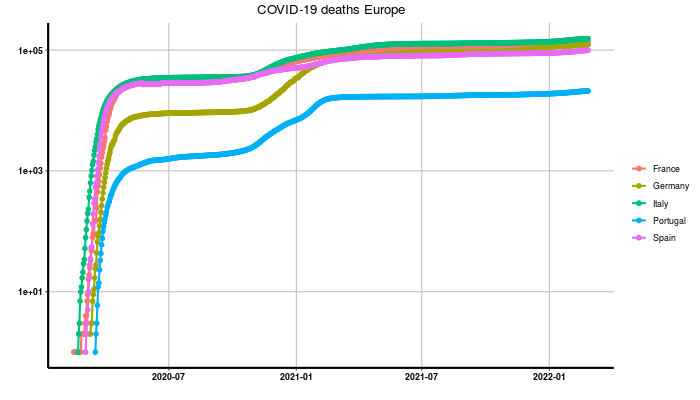 COVID-19 deaths Europe
1e+05
1e+03
1e+01
2020-07
2021-01
2021-07
2022-01
France
Germany
Italy
Portugal
Spain